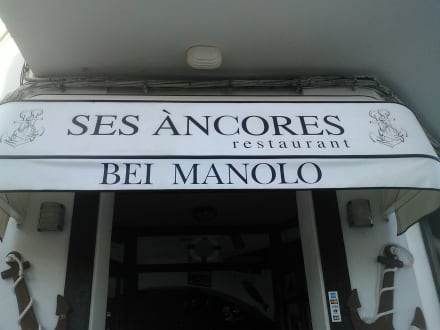 SES ÀNCORES
restaurant
BEI MANOLO